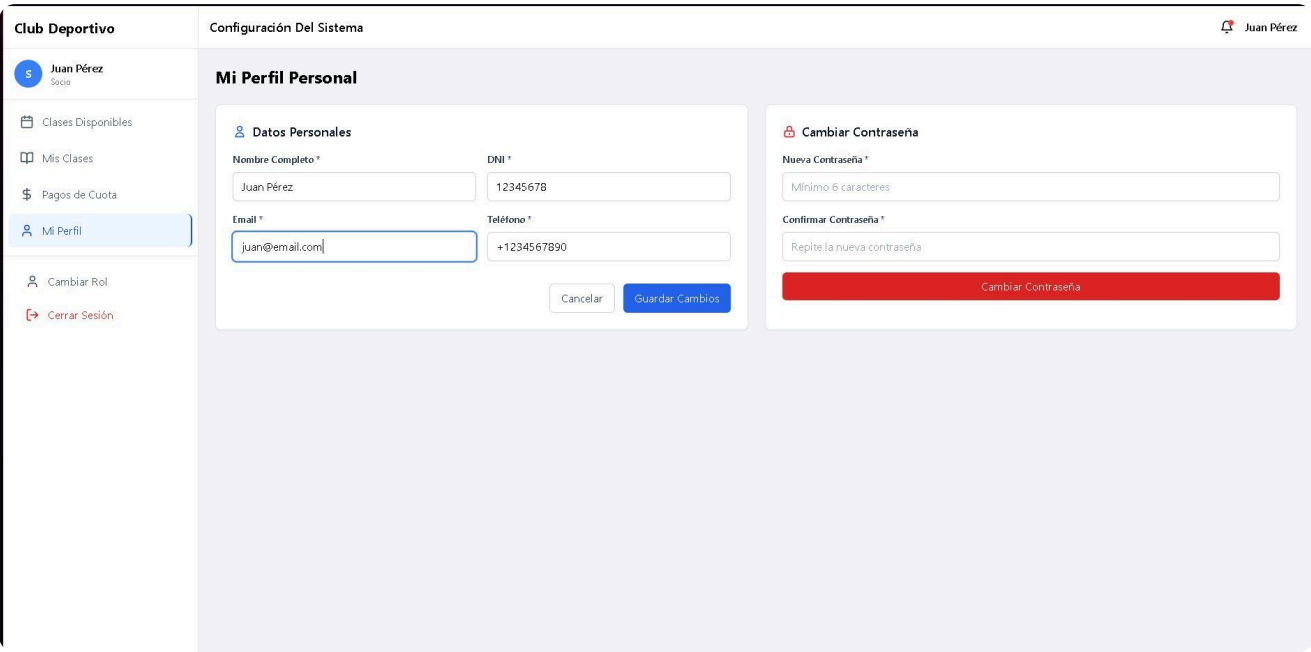 Club Deportivo
Configuración Del Sistema
Juan Pérez
S
Juan Pérez
Socio
Clases Disponibles
Mis Clases
Pagos de Cuota
Mi Perfil
Cambiar Rol
Cerrar Sesión
Mi Perfil Personal
Datos Personales
Nombre Completo *
DNI *
Juan Pérez
12345678
Email *
Teléfono *
juan@email.com
+1234567890
Cancelar
Guardar Cambios
Cambiar Contraseña
Nueva Contraseña *
Mínimo 6 caracteres
Confirmar Contraseña *
Repite la nueva contraseña
Cambiar Contraseña